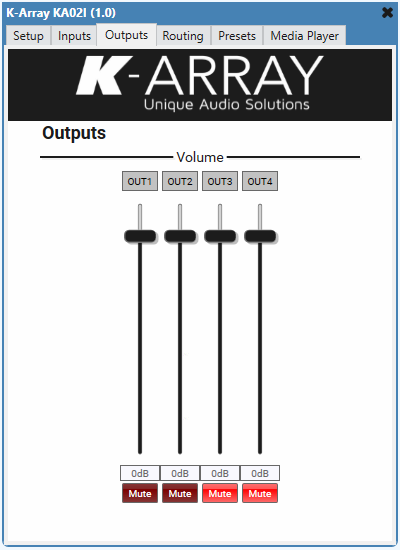 K-Array KA02I (1.0)
Setup Inputs Outputs Routing Presets Media Player
K-ARRAY
Unique Audio Solutions
Outputs
Volume
OUT1 OUT2 OUT3 OUT4
0dB 0dB 0dB 0dB
Mute Mute Mute Mute